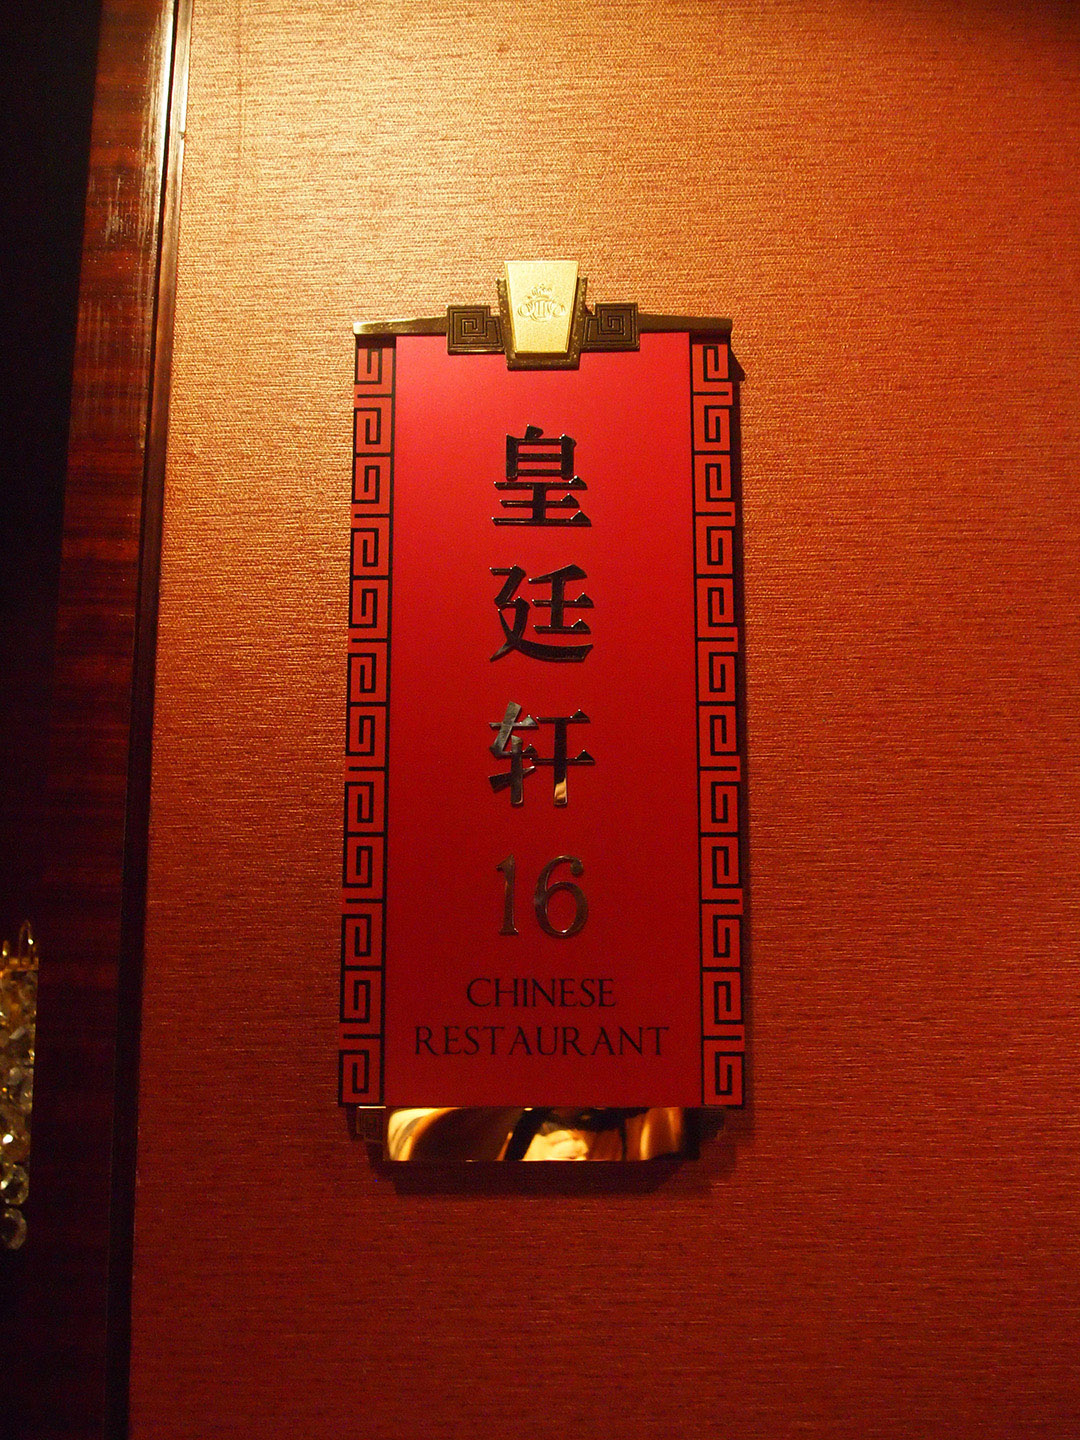 皇廷轩
16
CHINESE
RESTAURANT